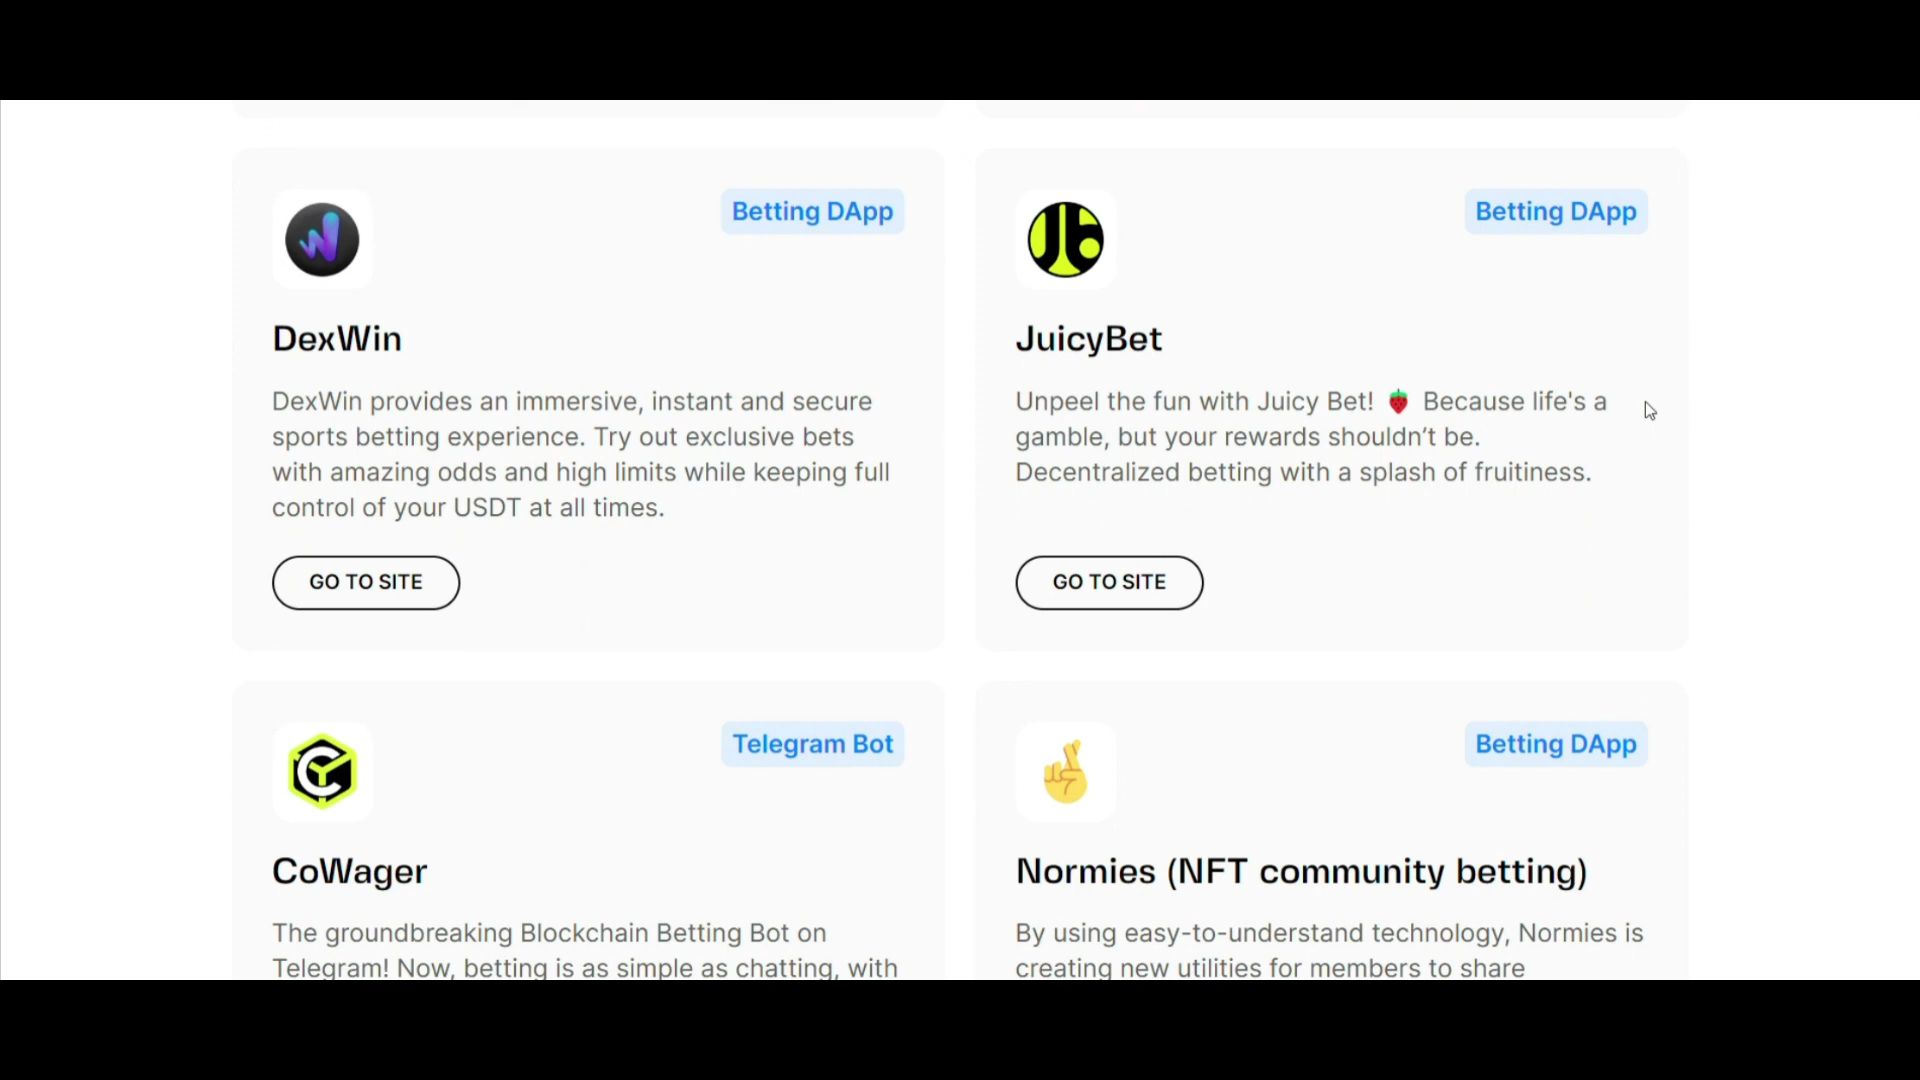 Betting DApp
DexWin
DexWin provides an immersive, instant and secure
sports betting experience. Try out exclusive bets
with amazing odds and high limits while keeping full
control of your USDT at all times.
GO TO SITE
Betting DApp
JuicyBet
Unpeel the fun with Juicy Bet! 🍓 Because life's a
gamble, but your rewards shouldn’t be.
Decentralized betting with a splash of fruitiness.
GO TO SITE
Telegram Bot
CoWager
The groundbreaking Blockchain Betting Bot on
Telegram! Now, betting is as simple as chatting, with
Betting DApp
Normies (NFT community betting)
By using easy-to-understand technology, Normies is
creating new utilities for members to share